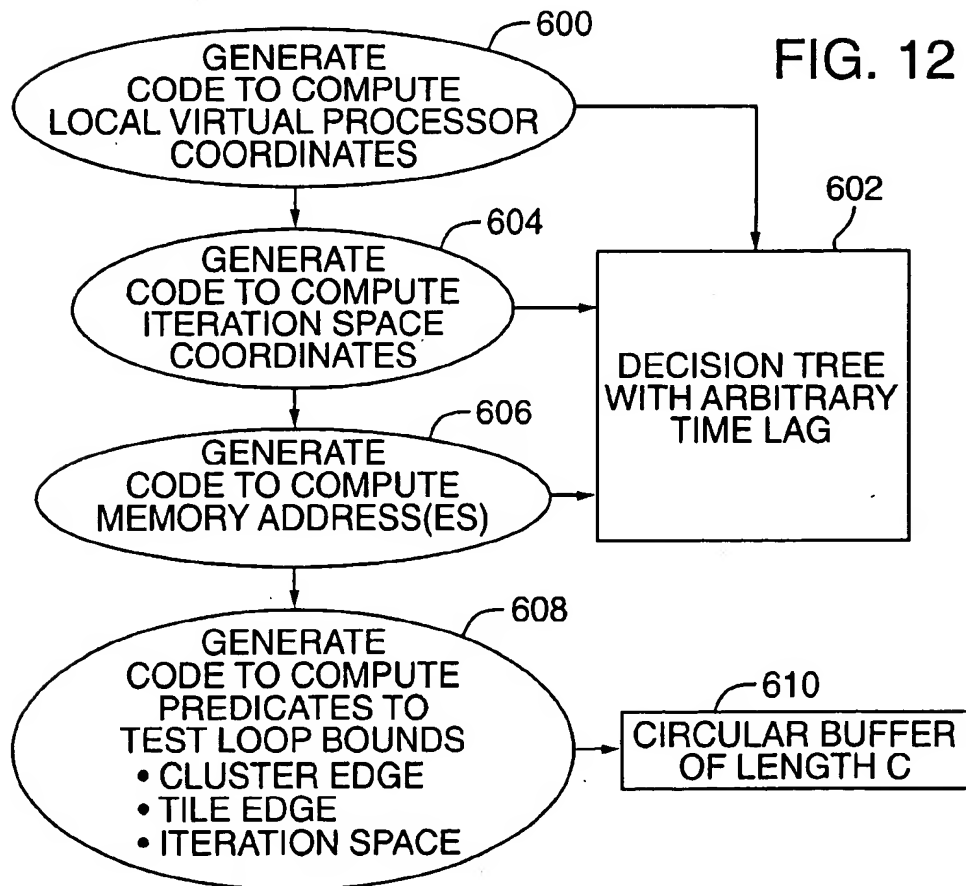 600
FIG. 12
GENERATE
CODE TO COMPUTE
LOCAL VIRTUAL PROCESSOR
COORDINATES
602
604
GENERATE
CODE TO COMPUTE
ITERATION SPACE
COORDINATES
DECISION TREE
WITH ARBITRARY
TIME LAG
606
GENERATE
CODE TO COMPUTE
MEMORY ADDRESS(ES)
608
GENERATE
CODE TO COMPUTE
PREDICATES TO
TEST LOOP BOUNDS
• CLUSTER EDGE
• TILE EDGE
• ITERATION SPACE
610
CIRCULAR BUFFER
OF LENGTH C